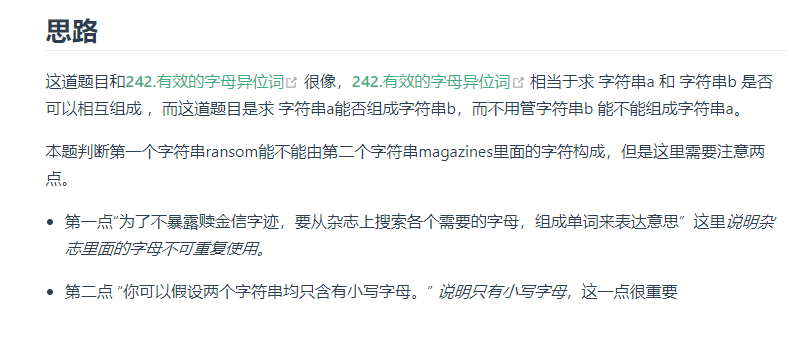 思路
这道题目和242.有效的字母异位词 很像，242.有效的字母异位词 相当于求 字符串a 和 字符串b 是否
可以相互组成 ，而这道题目是求 字符串a能否组成字符串b，而不用管字符串b 能不能组成字符串a。
本题判断第一个字符串ransom能不能由第二个字符串magazines里面的字符构成，但是这里需要注意两
点。
第一点“为了不暴露赎金信字迹，要从杂志上搜索各个需要的字母，组成单词来表达意思” 这里说明杂
志里面的字母不可重复使用。
第二点 “你可以假设两个字符串均只含有小写字母。” 说明只有小写字母，这一点很重要